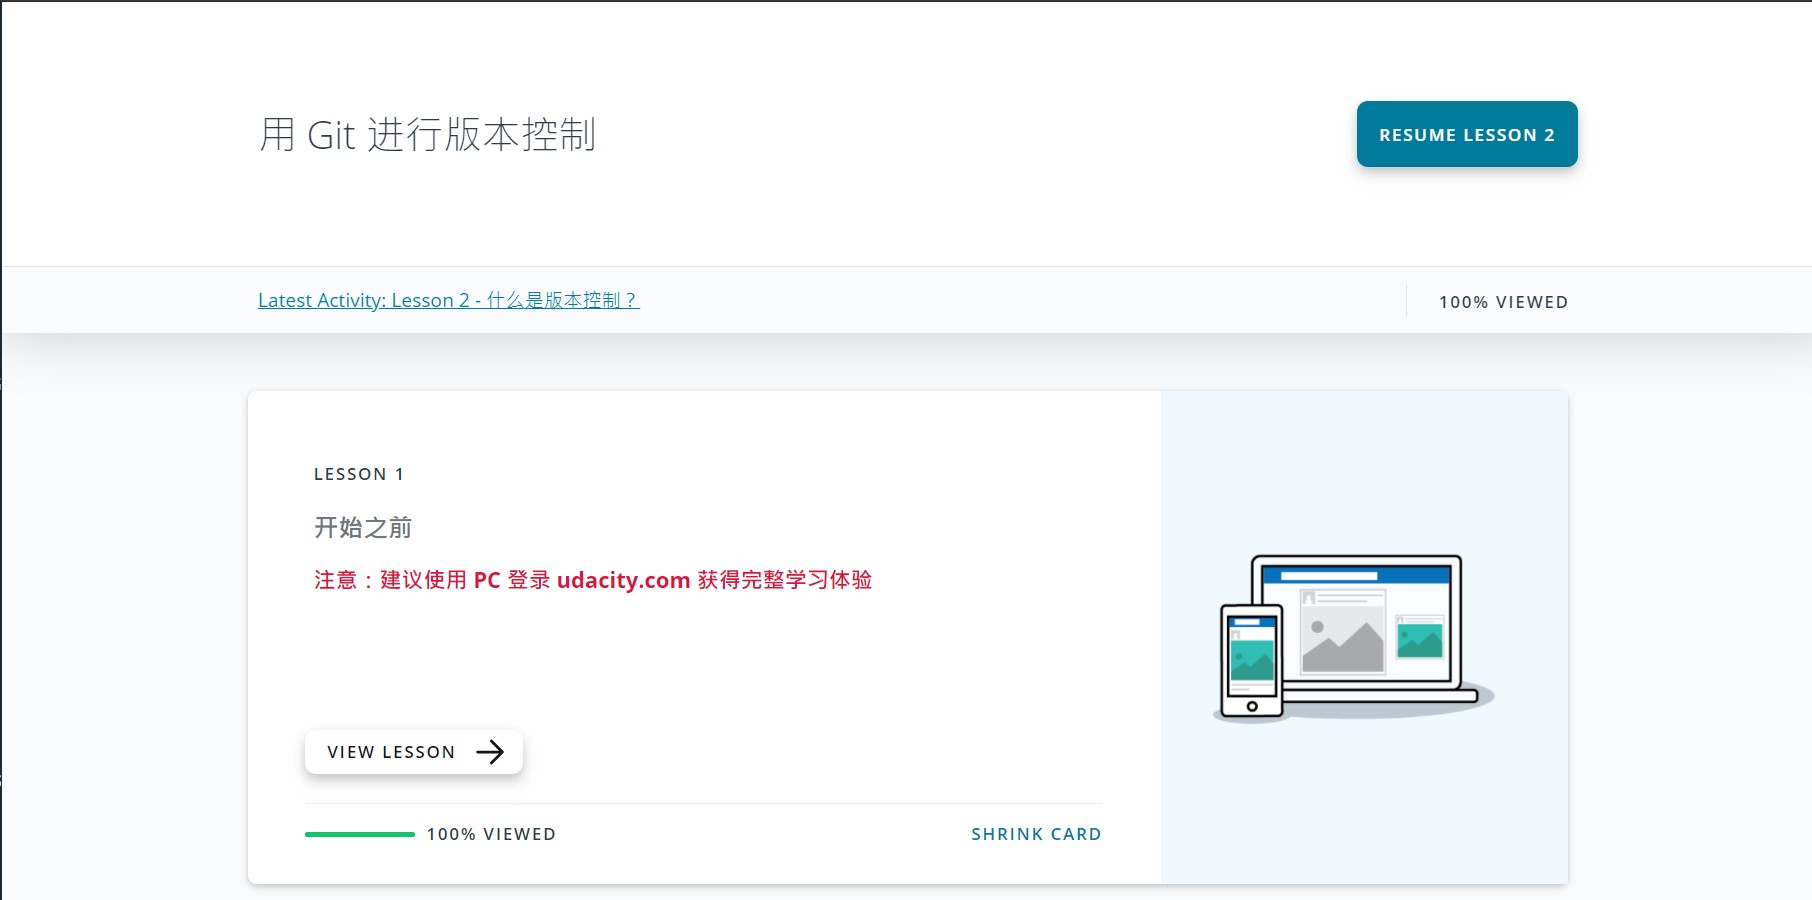 用 Git 进行版本控制
RESUME LESSON 2
Latest Activity: Lesson 2 - 什么是版本控制？
100% VIEWED
LESSON 1
开始之前
注意：建议使用 PC 登录 udacity.com 获得完整学习体验
VIEW LESSON
100% VIEWED
SHRINK CARD